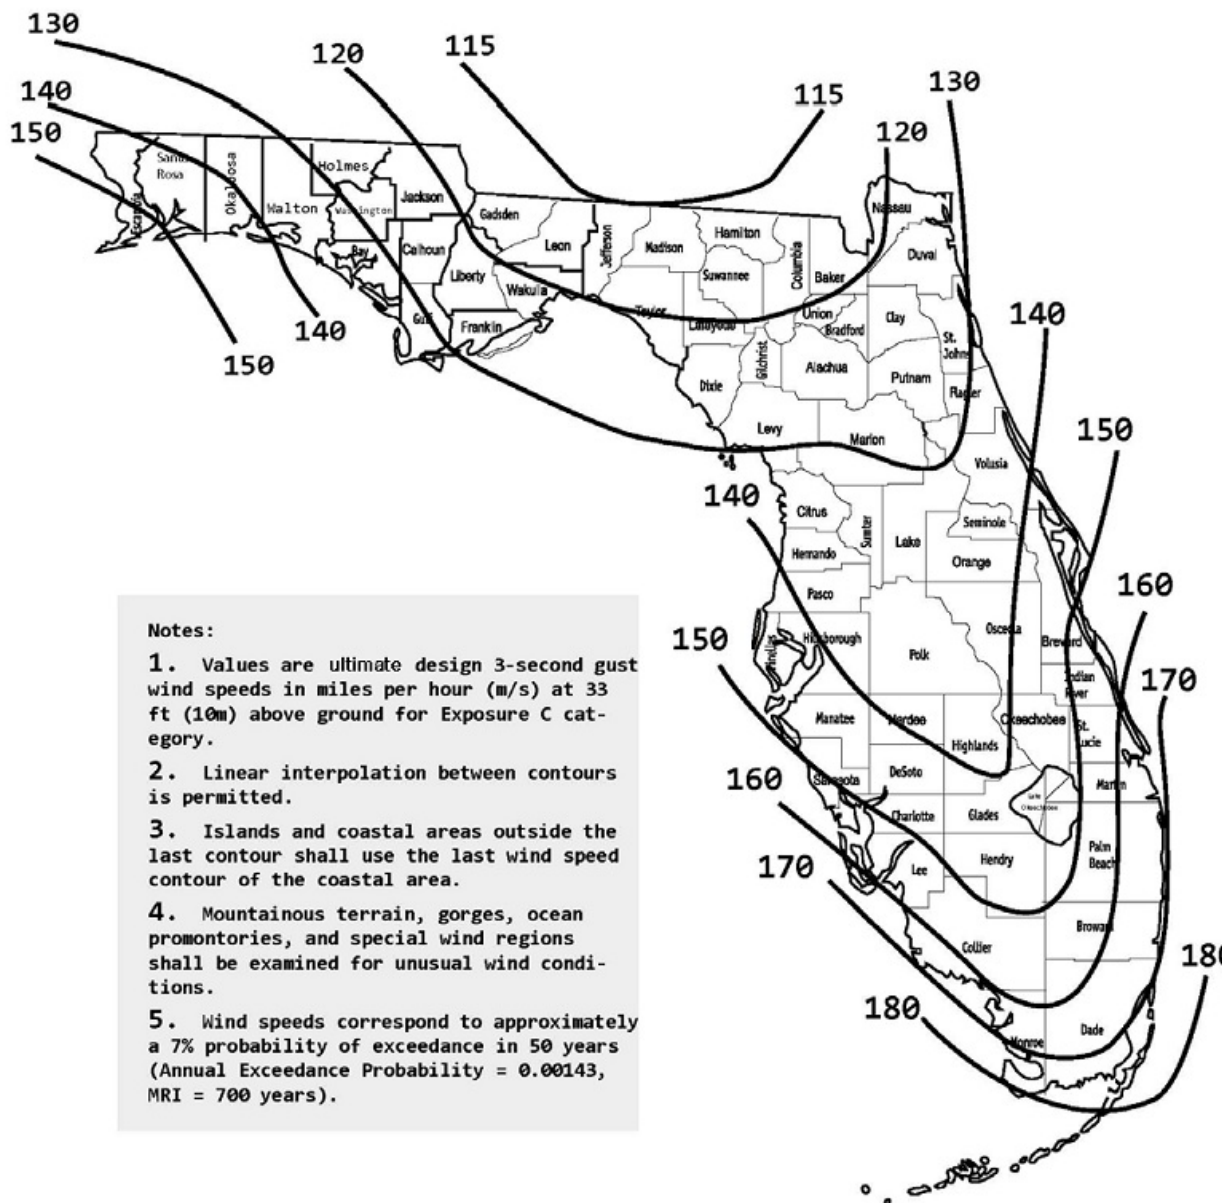 130
120
115
140
150
115
130
120
Santa
Rosa
Escambia
Okaloosa
Walton
Holmes
Washington
Jackson
Bay
Calhoun
Gulf
Liberty
Gadsden
Leon
Wakulla
Frankin
Jefferson
Madison
Taylor
Hamilton
Suwannee
Lafayette
Columbia
Baker
Nassau
Duval
Union
Bradford
Clay
St.
Johns
Gilchrist
Dixie
Alachua
Putnam
Flagler
Levy
Marion
Volusia
150
140
140
150
140
Citrus
Sumter
Lake
Seminole
Hernando
Orange
Pasco
Pinellas
Hillsborough
Polk
Osceola
Brevard
Indian
River
160
150
170
Manatee
Hardee
Highlands
Okeechobee
St.
Lucie
Sarasota
DeSoto
Martin
160
Charlotte
Glades
Lake
Okeechobee
170
Lee
Hendry
Palm
Beach
Collier
Broward
180
180
Monroe
Dade
Notes:
1. Values are ultimate design 3-second gust
wind speeds in miles per hour (m/s) at 33
ft (10m) above ground for Exposure C cat-
egory.
2. Linear interpolation between contours
is permitted.
3. Islands and coastal areas outside the
last contour shall use the last wind speed
contour of the coastal area.
4. Mountainous terrain, gorges, ocean
promontories, and special wind regions
shall be examined for unusual wind condi-
tions.
5. Wind speeds correspond to approximately
a 7% probability of exceedance in 50 years
(Annual Exceedance Probability = 0.00143,
MRI = 700 years).